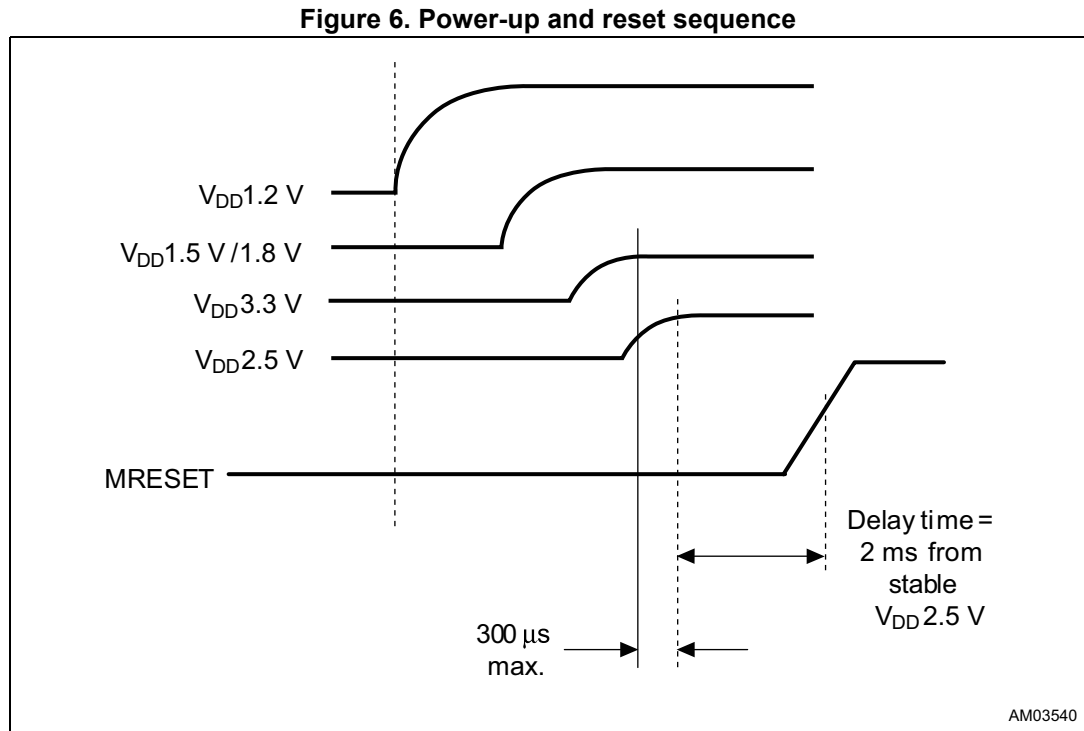 Figure 6. Power-up and reset sequence
VDD1.2 V
VDD1.5 V /1.8 V
VDD3.3 V
VDD2.5 V
MRESET
Delay time =
2 ms from
stable
VDD2.5 V
300 μs
max.
AM03540